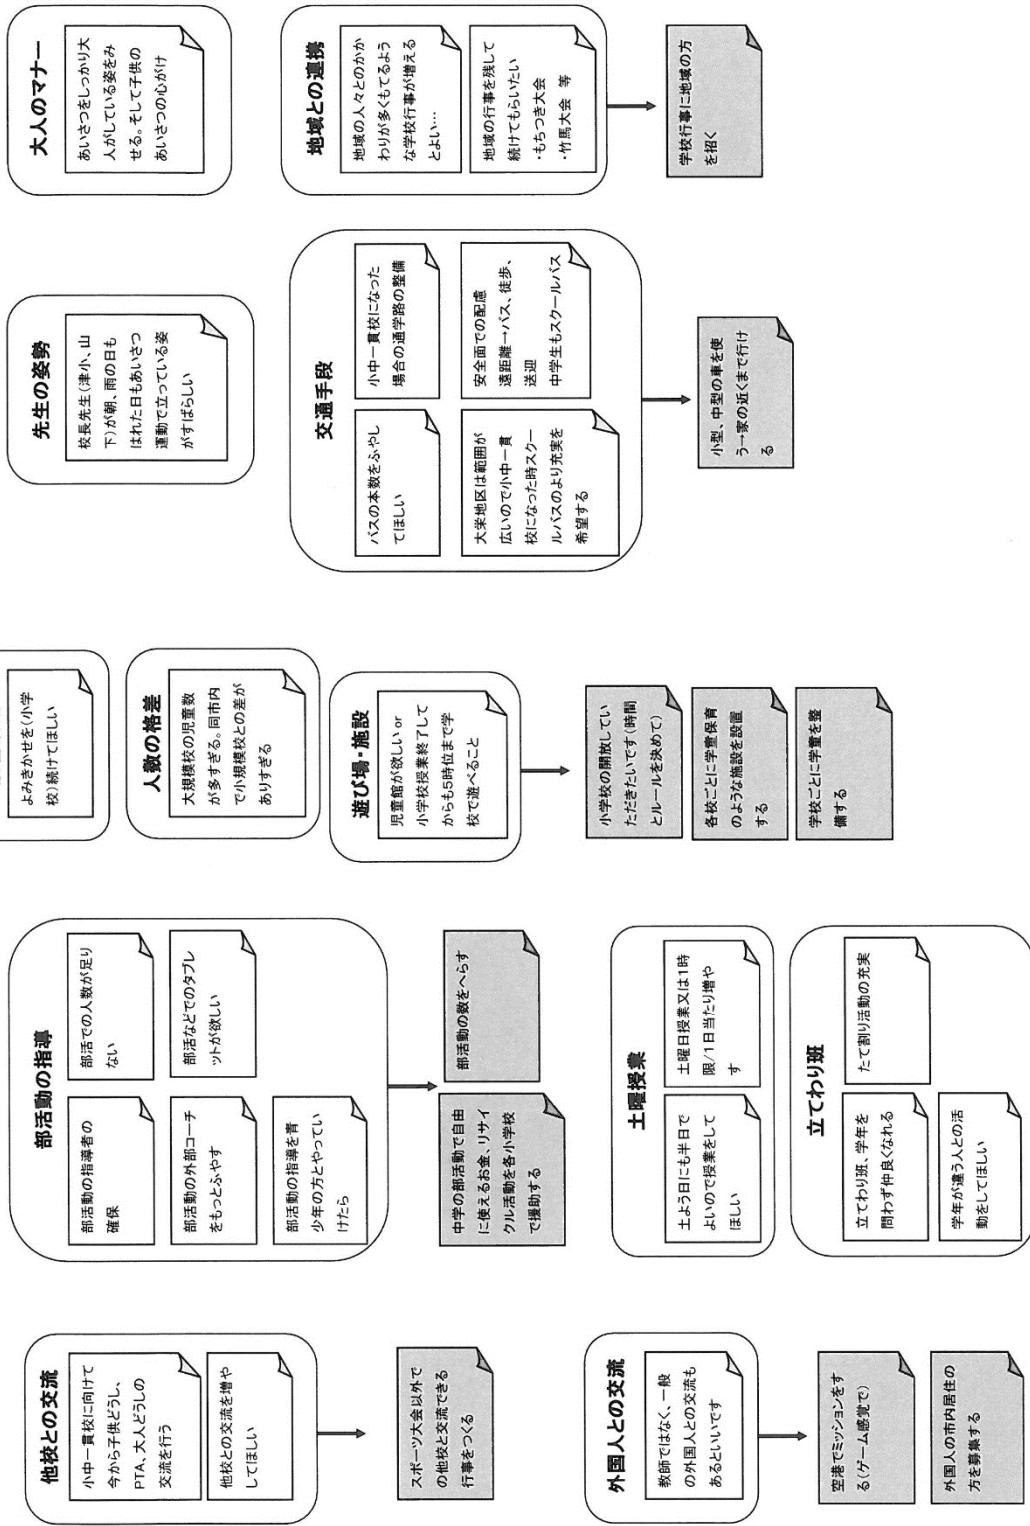 他校との交流
小中一貫校に向けて
今から子供どうし、
PTA、大人どうしの
交流を行う
他校との交流を増や
してほしい
スポーツ大会以外で
の他校と交流できる
行事をつくる
外国人との交流
教師ではなく、一般
の外国人との交流も
あるといいです
空港でミッションをす
る(ゲーム感覚で)
外国人の市内居住の
方を募集する
部活動の指導
部活動の指導者の
確保
部活での人数が足り
ない
部活動の外部コーチ
をもっとふやす
部活などでのタブレ
ットが欲しい
部活動の指導を青
少年の方とやってい
けたら
中学の部活動で自由
に使えるお金、リサイ
クル活動を各小学校
で援助する
部活動の数をへらす
土曜授業
土よう日にも半日で
よいので授業をして
ほしい
土曜日授業又は1時
限/1日当たり増や
す
立てわり班
立てわり班、学年を
問わず仲良くなれる
たて割り活動の充実
学年が違う人との活
動をしてほしい
よみきかせを(小学
校)続けてほしい
人数の格差
大規模校の児童数
が多すぎる。同市内
で小規模校との差が
ありすぎる
遊び場・施設
児童館が欲しい or
小学校授業終了して
からも5時位まで学
校で遊べること
小学校の開放してい
ただきたいです(時間
とルールを決めて)
各校ごとに学童保育
のような施設を設置
する
学校ごとに学童を整
備する
先生の姿勢
校長先生(津小、山
下)が朝、雨の日も
はれた日もあいさつ
運動で立っている姿
がすばらしい
交通手段
バスの本数をふやし
てほしい
小中一貫校になった
場合の通学路の整備
大栄地区は範囲が
広いので小中一貫
校になった時スクー
ルバスのより充実を
希望する
安全面での配慮
遠距離→バス、徒歩、
送迎
中学生もスクールバス
小型、中型の車を使
う→家の近くまで行け
る
大人のマナー
あいさつをしっかり大
人がしている姿をみ
せる。そして子供の
あいさつの心がけ
地域との連携
地域の人々とのかか
わりが多くもてるよう
な学校行事が増える
とよい…
地域の行事を残して
続けてもらいたい
・もちつき大会
・竹馬大会 等
学校行事に地域の方
を招く